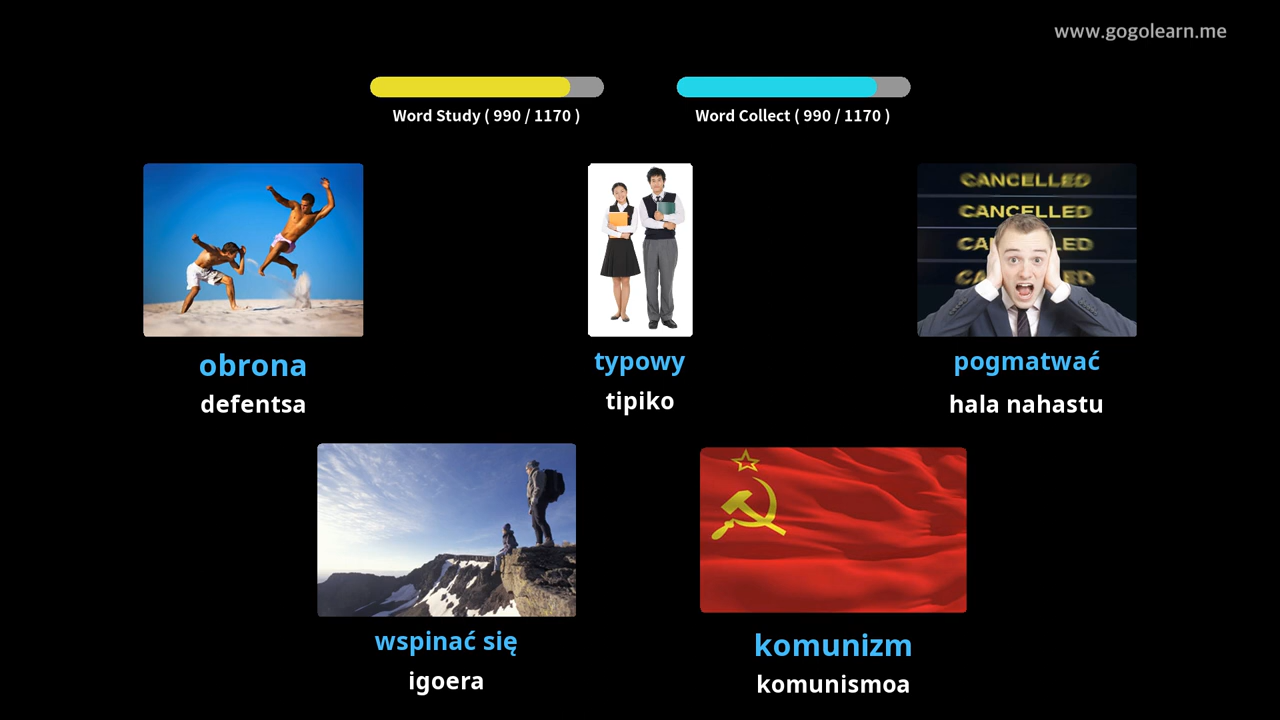 www.gogolearn.me
Word Study ( 990 / 1170 )
Word Collect ( 990 / 1170 )
CANCELLED
CANCELLED
obrona
defentsa
typowy
tipiko
pogmatwać
hala nahastu
wspinać się
igoera
komunizm
komunismoa